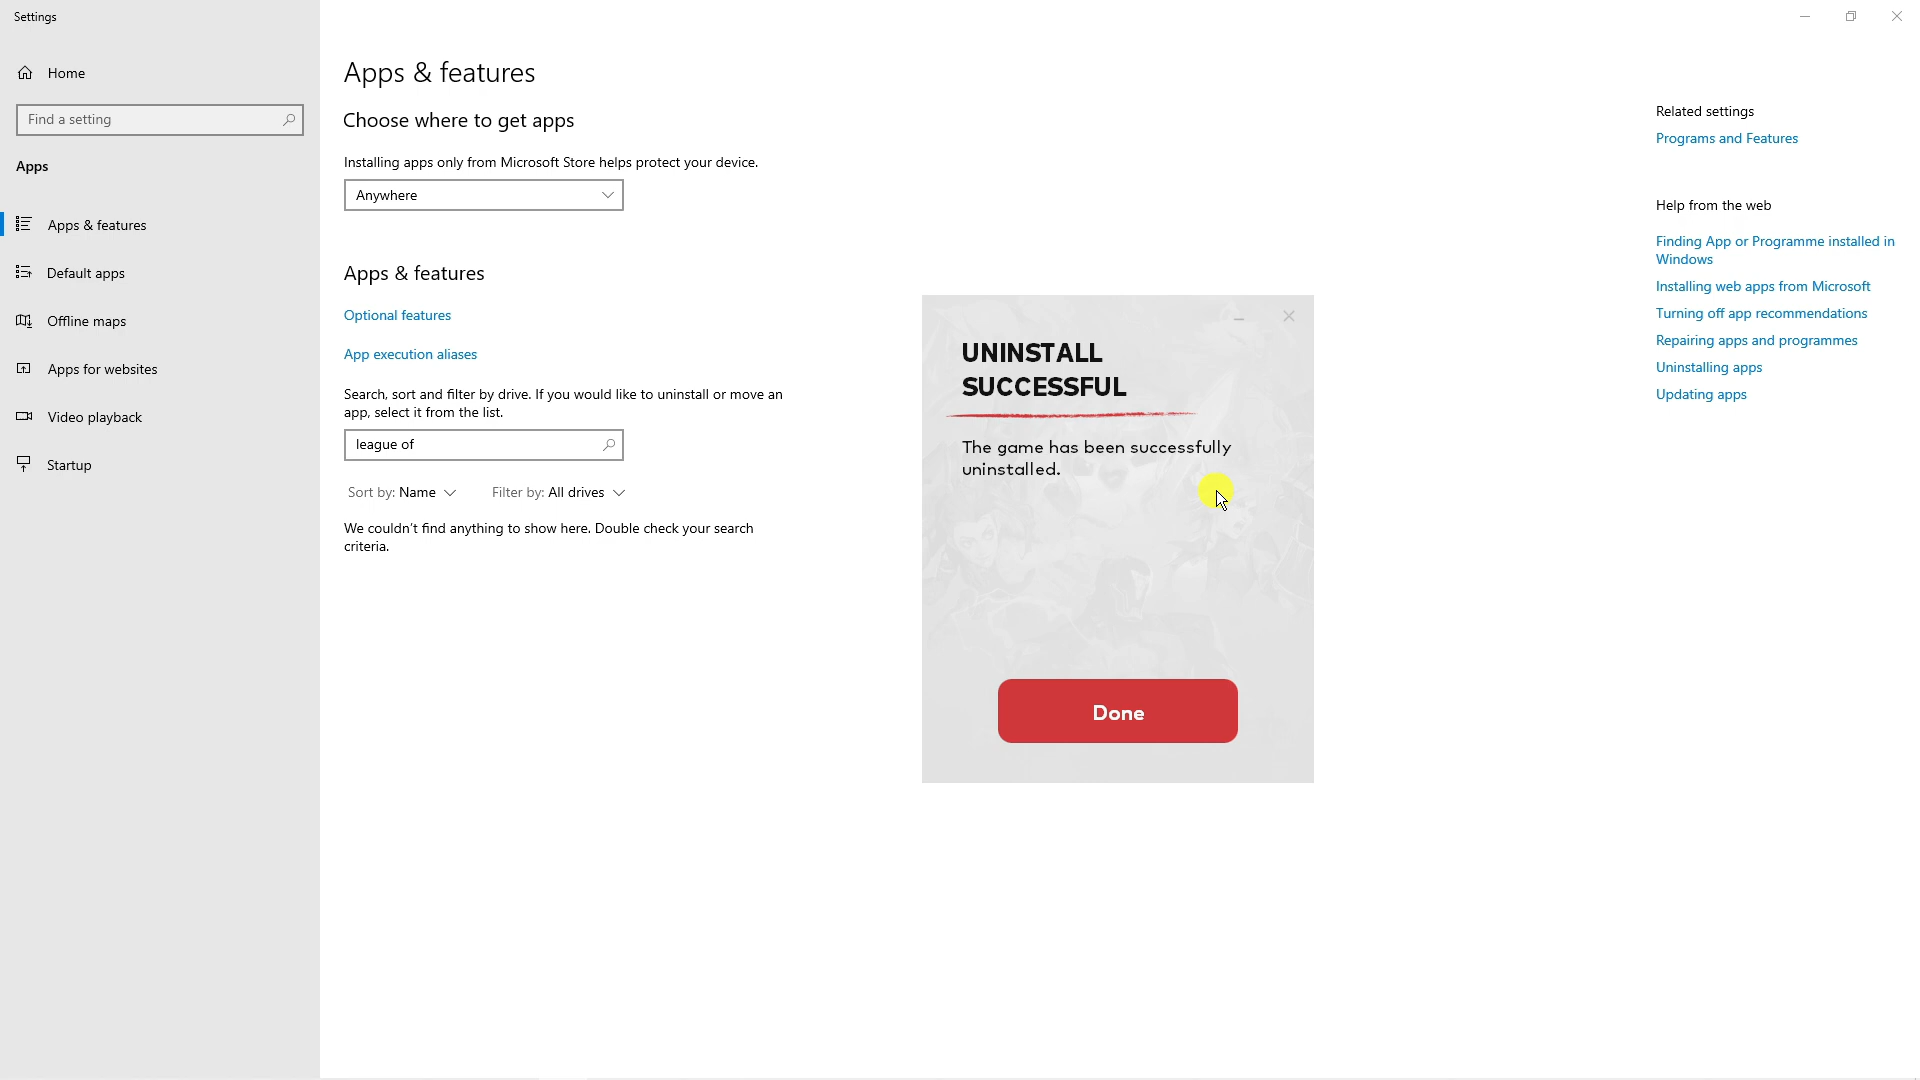 Settings
Home
Find a setting
Apps
Apps & features
Default apps
Offline maps
Apps for websites
Video playback
Startup
Apps & features
Choose where to get apps
Installing apps only from Microsoft Store helps protect your device.
Anywhere
Apps & features
Optional features
App execution aliases
Search, sort and filter by drive. If you would like to uninstall or move an
app, select it from the list.
league of
Sort by: Name
Filter by: All drives
We couldn't find anything to show here. Double check your search
criteria.
UNINSTALL
SUCCESSFUL
The game has been successfully
uninstalled.
Done
Related settings
Programs and Features
Help from the web
Finding App or Programme installed in
Windows
Installing web apps from Microsoft
Turning off app recommendations
Repairing apps and programmes
Uninstalling apps
Updating apps